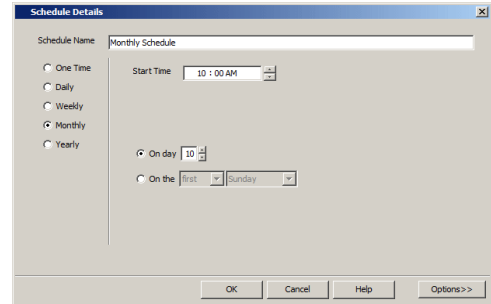 Schedule Details
Schedule Name Monthly Schedule
One Time Start Time 10 : 00 AM
Daily
Weekly
Monthly
Yearly On day 10
On the first Sunday
OK Cancel Help Options>>